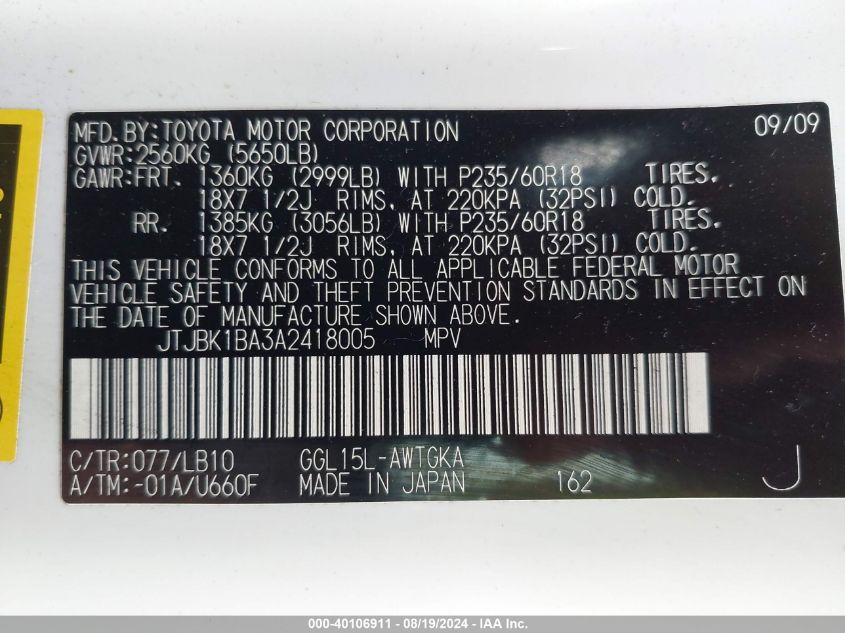 MFD.BY:TOYOTA MOTOR CORPORATION 09/09
GVWR:2560KG (5650LB)
GAWR:FRT. 1360KG (2999LB) WITH P235/60R18 TIRES.
18X7 1/2J RIMS, AT 220KPA (32PSI) COLD.
RR. 1385KG (3056LB) WITH P235/60R18 TIRES.
18X7 1/2J RIMS, AT 220KPA (32PSI) COLD.
THIS VEHICLE CONFORMS TO ALL APPLICABLE FEDERAL MOTOR
VEHICLE SAFETY AND THEFT PREVENTION STANDARDS IN EFFECT ON
THE DATE OF MANUFACTURE SHOWN ABOVE.
JTJBK1BA3A2418005 MPV
C/TR:077/LB10 GGL15L-AWTGKA
A/TM:-01A/U660F MADE IN JAPAN 162 J
000-40106911 - 08/19/2024 - IAA Inc.